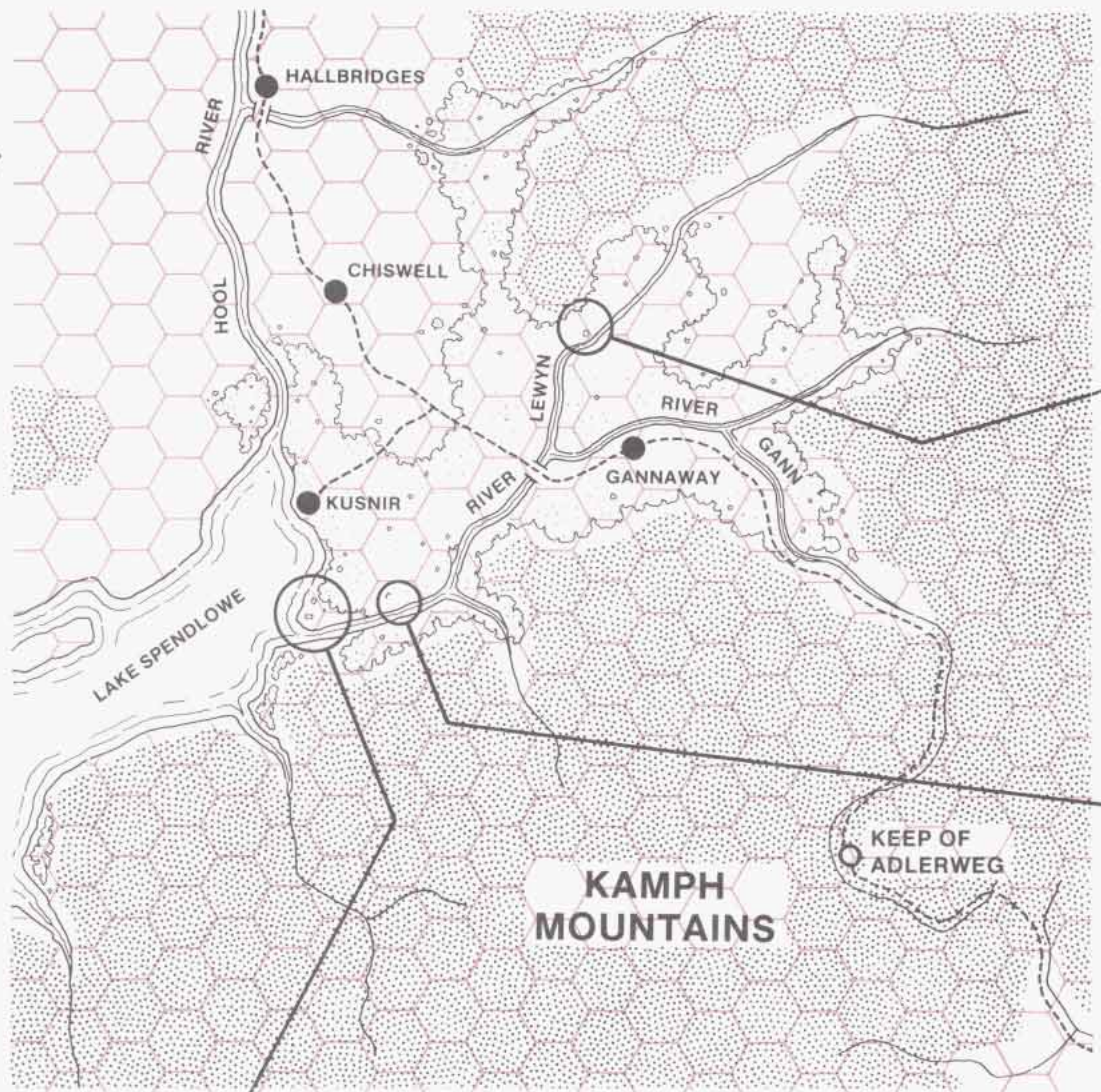 HALLBRIDGES
RIVER
HOOL
CHISWELL
LEWYN
RIVER
GANN
GANNAWAY
RIVER
KUSNIR
LAKE SPENDLOWE
KEEP OF
ADLERWEG
KAMPH
MOUNTAINS